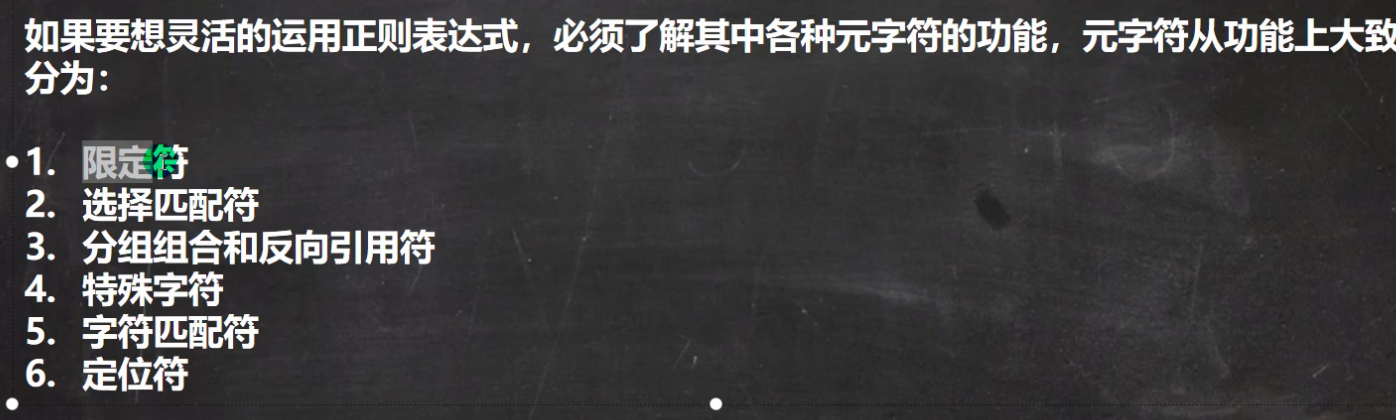 如果要想灵活的运用正则表达式，必须了解其中各种元字符的功能，元字符从功能上大致
分为：
1. 限定符
2. 选择匹配符
3. 分组组合和反向引用符
4. 特殊字符
5. 字符匹配符
6. 定位符